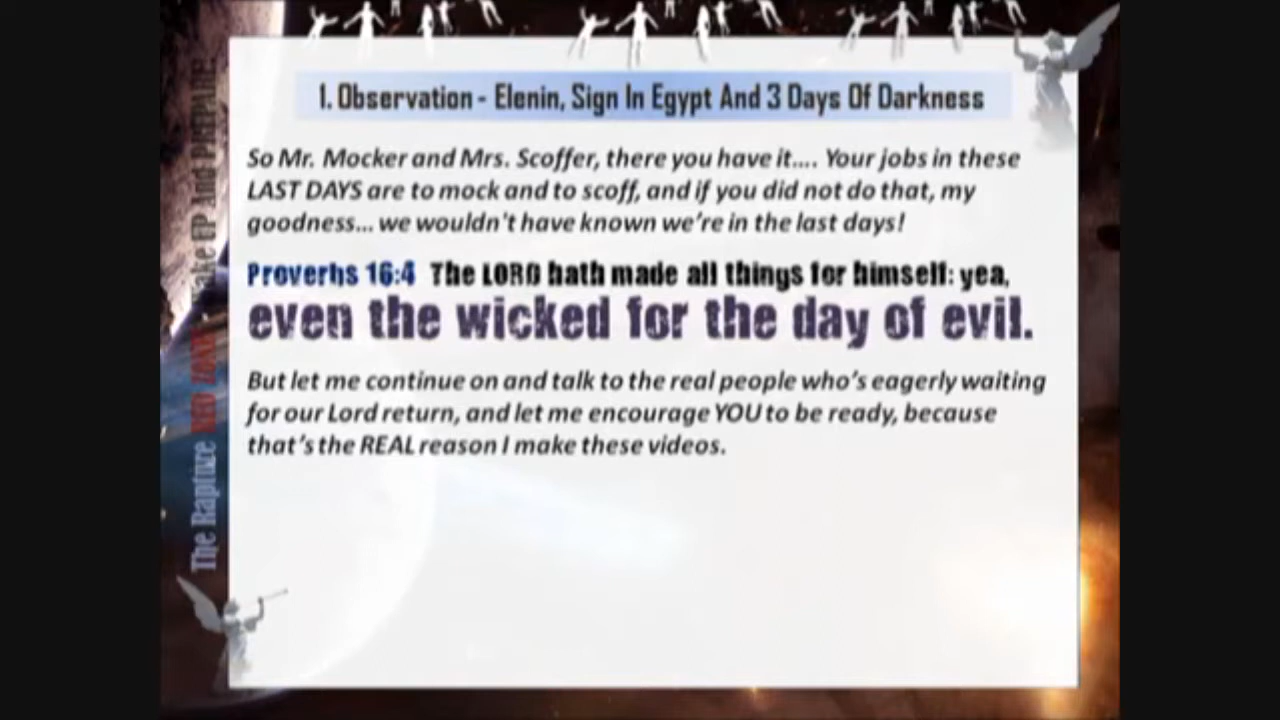 1. Observation - Elenin, Sign In Egypt And 3 Days Of Darkness
So Mr. Mocker and Mrs. Scoffer, there you have it.... Your jobs in these
LAST DAYS are to mock and to scoff, and if you did not do that, my
goodness... we wouldn't have known we're in the last days!
Proverbs 16:4 The LORD hath made all things for himself: yea,
even the wicked for the day of evil.
But let me continue on and talk to the real people who's eagerly waiting
for our Lord return, and let me encourage YOU to be ready, because
that's the REAL reason I make these videos.
The Rapture RED And PREPARE